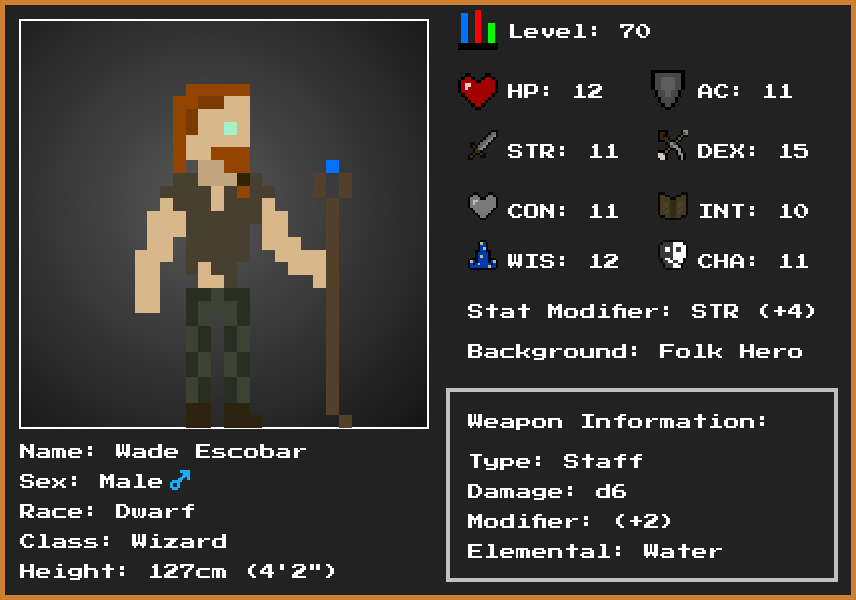 Level: 70
HP: 12 AC: 11
STR: 11 DEX: 15
CON: 11 INT: 10
WIS: 12 CHA: 11
Stat Modifier: STR (+4)
Background: Folk Hero
Weapon Information:
Type: Staff
Damage: d6
Modifier: (+2)
Elemental: Water
Name: Wade Escobar
Sex: Male ♂
Race: Dwarf
Class: Wizard
Height: 127cm (4'2")